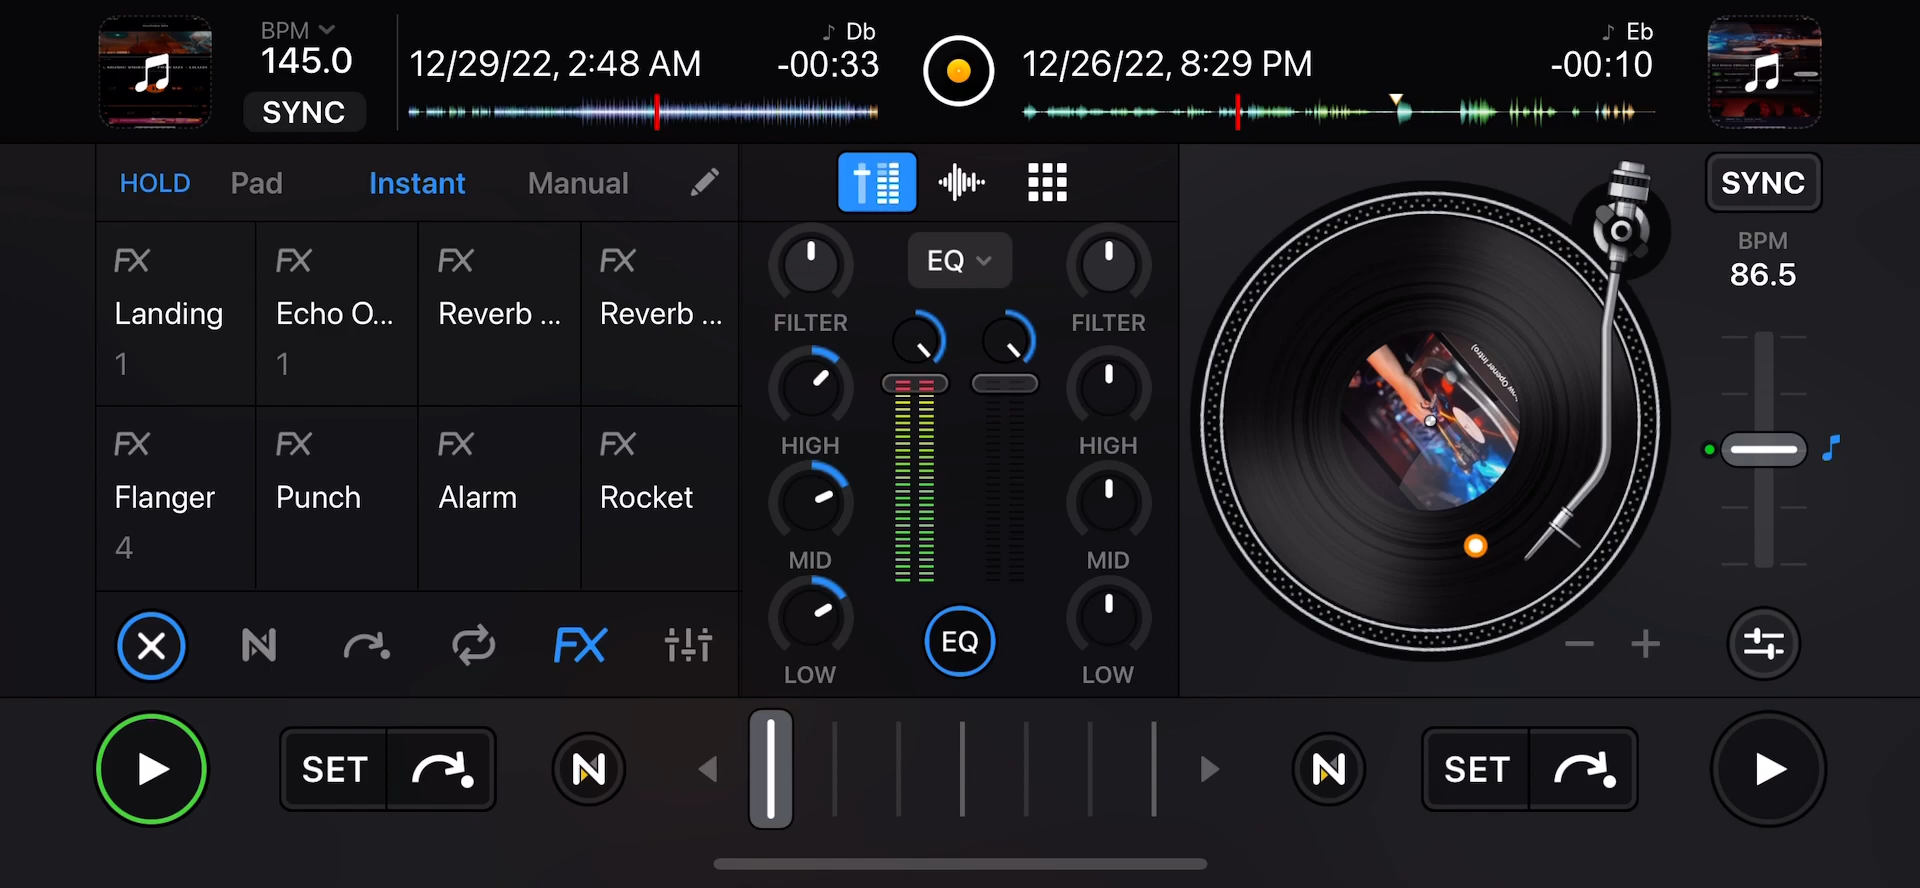 BPM
145.0
SYNC
12/29/22, 2:48 AM
Db
-00:33
12/26/22, 8:29 PM
Eb
-00:10
HOLD
Pad
Instant
Manual
FX
Landing
1
FX
Echo O...
1
FX
Reverb ...
FX
Reverb ...
FX
Flanger
4
FX
Punch
FX
Alarm
FX
Rocket
FX
EQ
FILTER
HIGH
MID
LOW
EQ
FILTER
HIGH
MID
LOW
Opener Intro)
SYNC
BPM
86.5
SET
N
N
SET